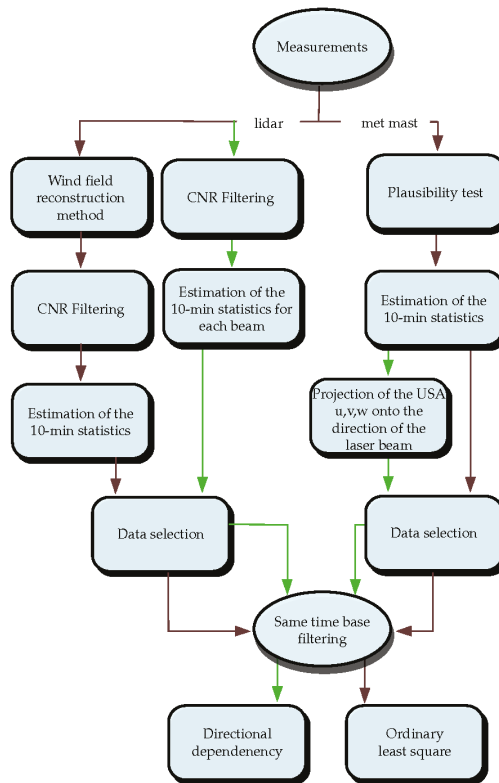 Measurements
lidar
met mast
Wind field
reconstruction
method
CNR Filtering
Plausibility test
CNR Filtering
Estimation of the
10-min statistics for
each beam
Estimation of the
10-min statistics
Estimation of the
10-min statistics
Projection of the USA
u,v,w onto the
direction of the
laser beam
Data selection
Data selection
Same time base
filtering
Directional
dependenency
Ordinary
least square